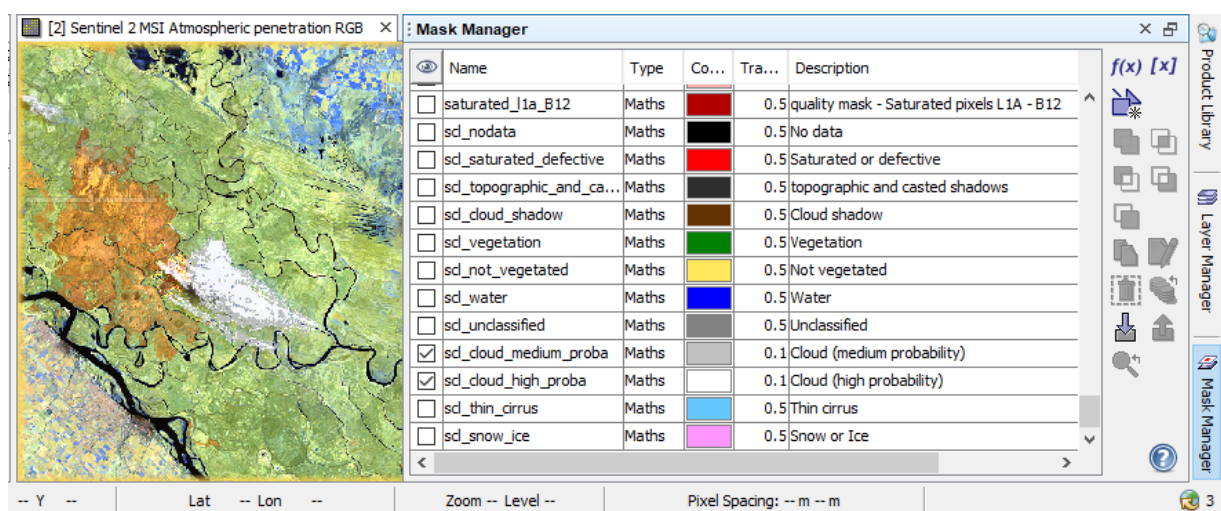 [2] Sentinel 2 MSI Atmospheric penetration RGB ×
Mask Manager
Name Type Co... Tra... Description
saturated_l1a_B12 Maths 0.5 quality mask - Saturated pixels L1A - B12
scl_nodata Maths 0.5 No data
scl_saturated_defective Maths 0.5 Saturated or defective
scl_topographic_and_ca... Maths 0.5 topographic and casted shadows
scl_cloud_shadow Maths 0.5 Cloud shadow
scl_vegetation Maths 0.5 Vegetation
scl_not_vegetated Maths 0.5 Not vegetated
scl_water Maths 0.5 Water
scl_unclassified Maths 0.5 Unclassified
scl_cloud_medium_proba Maths 0.1 Cloud (medium probability)
scl_cloud_high_proba Maths 0.1 Cloud (high probability)
scl_thin_cirrus Maths 0.5 Thin cirrus
scl_snow_ice Maths 0.5 Snow or Ice
f(x) [x]
Product Library
Layer Manager
Mask Manager
-- Y -- Lat -- Lon -- Zoom -- Level -- Pixel Spacing: -- m -- m 3